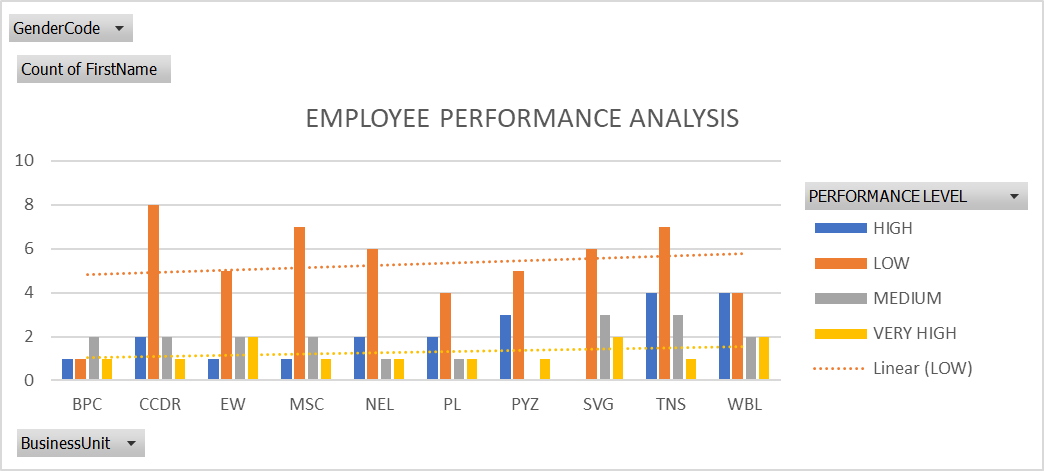 GenderCode
Count of FirstName
EMPLOYEE PERFORMANCE ANALYSIS
10
8
6
4
2
0
BPC CCDR EW MSC NEL PL PYZ SVG TNS WBL
PERFORMANCE LEVEL
HIGH
LOW
MEDIUM
VERY HIGH
Linear (LOW)
BusinessUnit